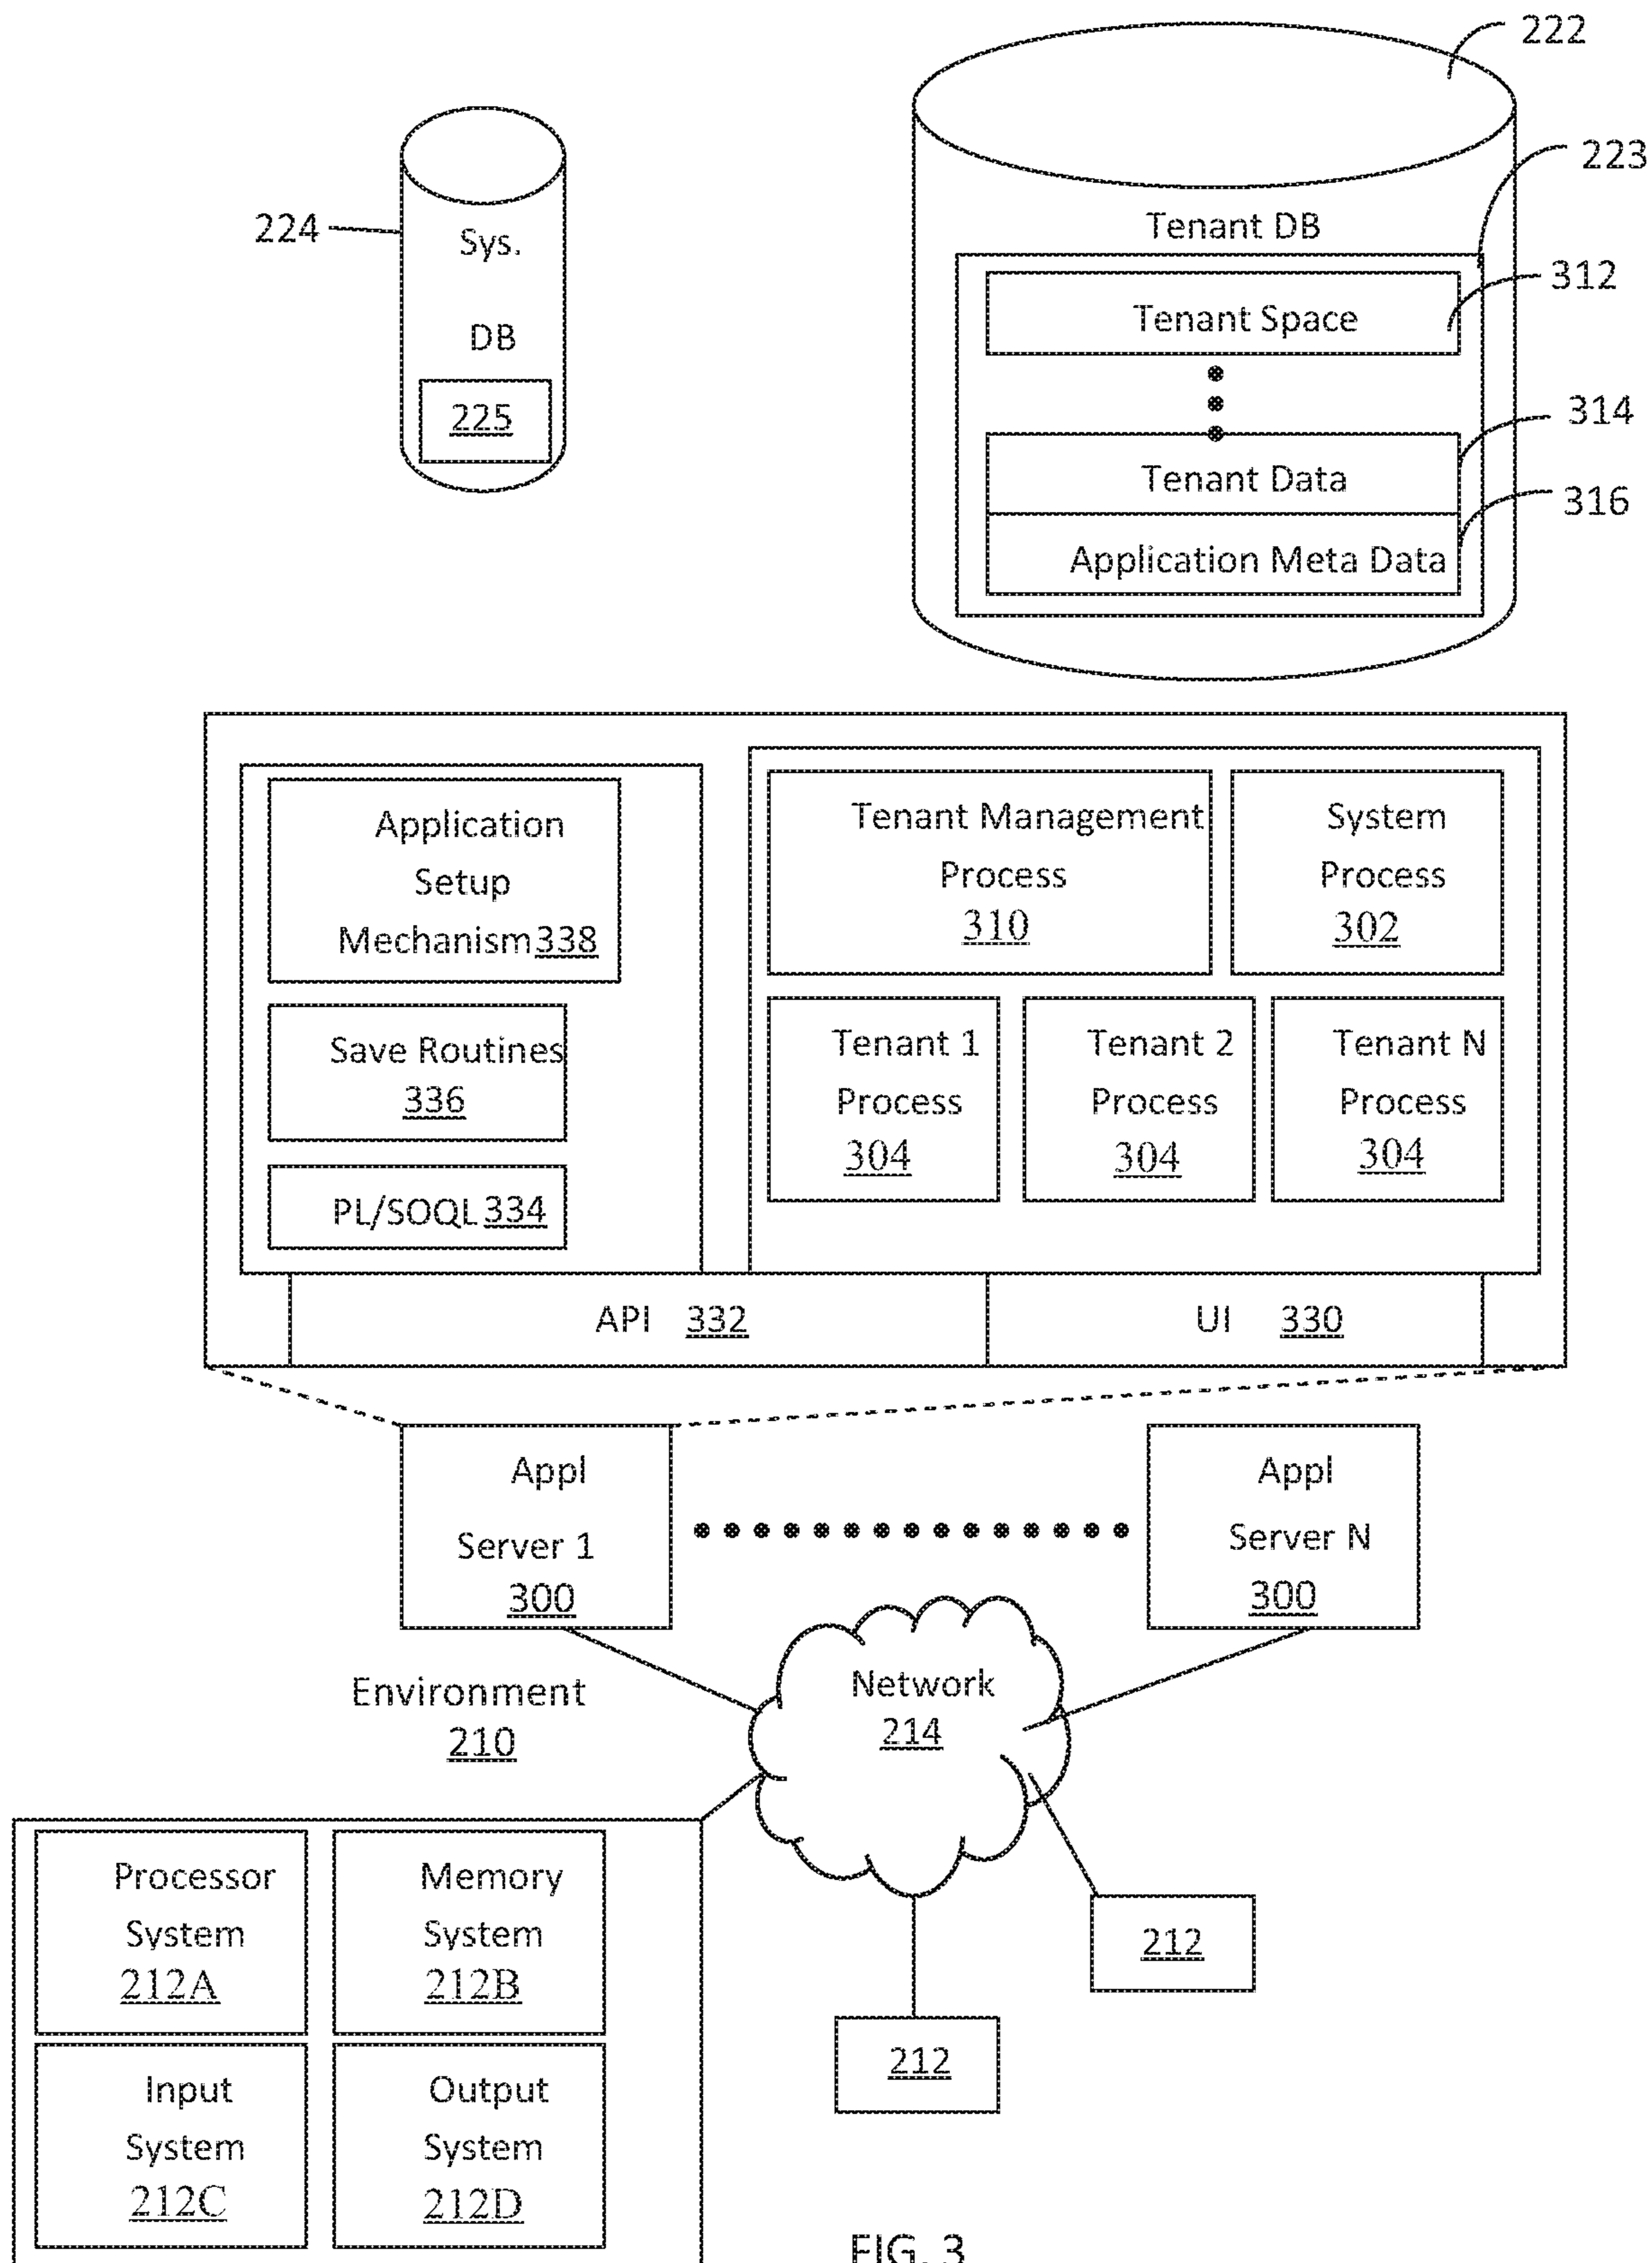 222
223
224
Sys.
DB
225
Tenant DB
Tenant Space
312
314
Tenant Data
316
Application Meta Data
Application
Setup
Mechanism 338
Save Routines
336
PL/SOQL 334
Tenant Management
Process
310
System
Process
302
Tenant 1
Process
304
Tenant 2
Process
304
Tenant N
Process
304
API 332
UI 330
Appl
Server 1
300
Appl
Server N
300
Environment
210
Network
214
Processor
System
212A
Memory
System
212B
Input
System
212C
Output
System
212D
212
212
FIG. 3